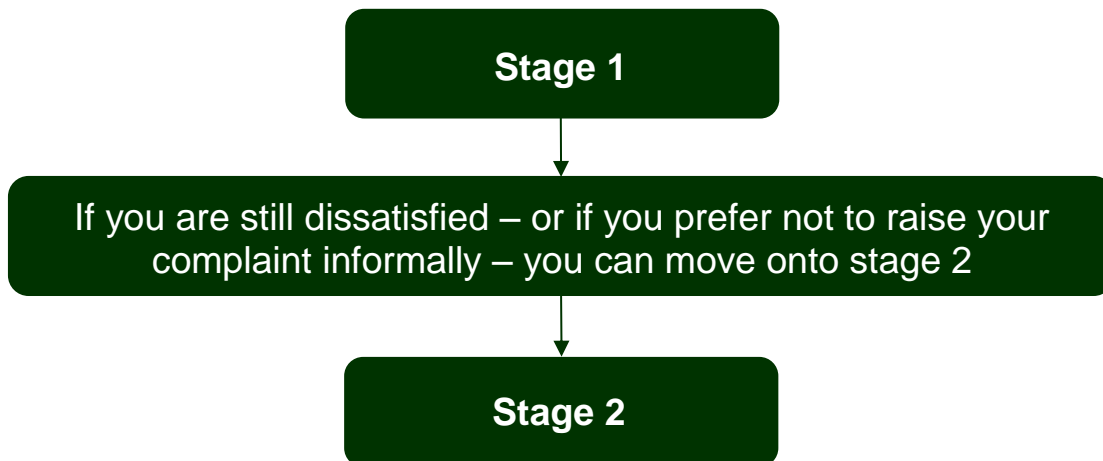 Stage 1
If you are still dissatisfied – or if you prefer not to raise your
complaint informally – you can move onto stage 2
Stage 2